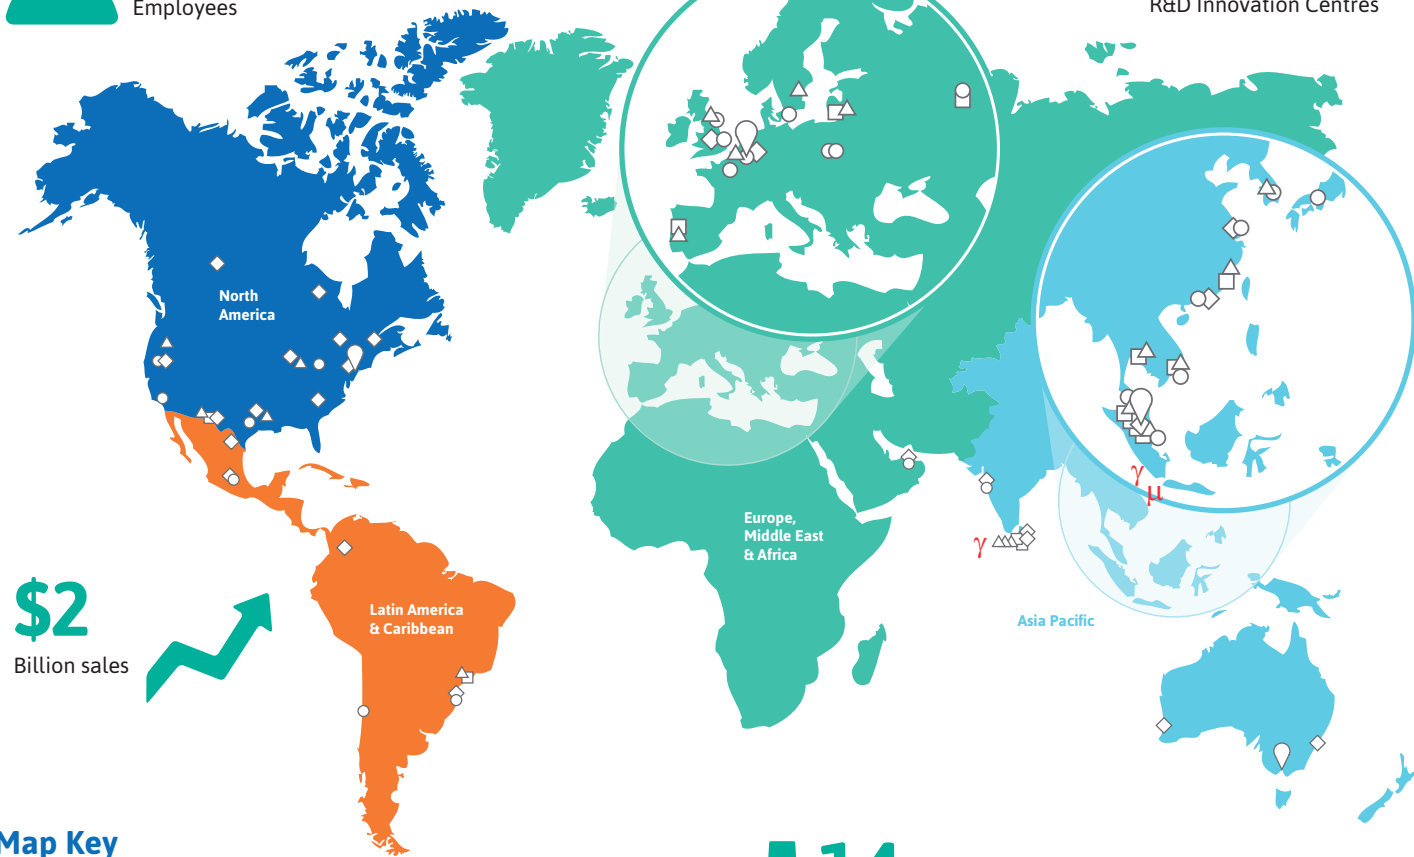 Employees
R&D Innovation Centres
North
America
γ
μ
Europe,
Middle East
& Africa
γ
$2
Billion sales
Latin America
& Caribbean
Asia Pacific
Map Key